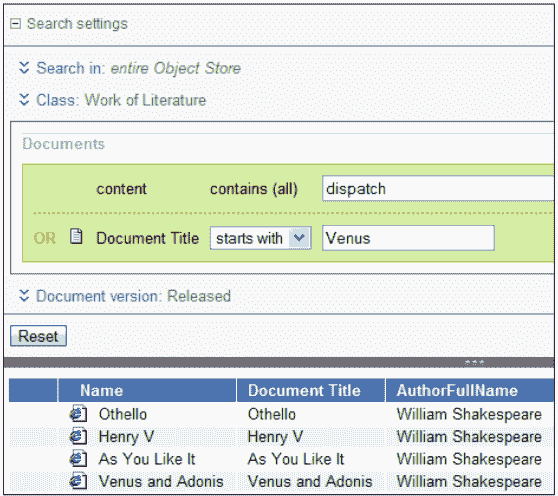 Search settings
Search in: entire Object Store
Class: Work of Literature
Documents
content contains (all) dispatch
OR Document Title starts with Venus
Document version: Released
Reset
Name Document Title AuthorFullName
Othello Othello William Shakespeare
Henry V Henry V William Shakespeare
As You Like It As You Like It William Shakespeare
Venus and Adonis Venus and Adonis William Shakespeare